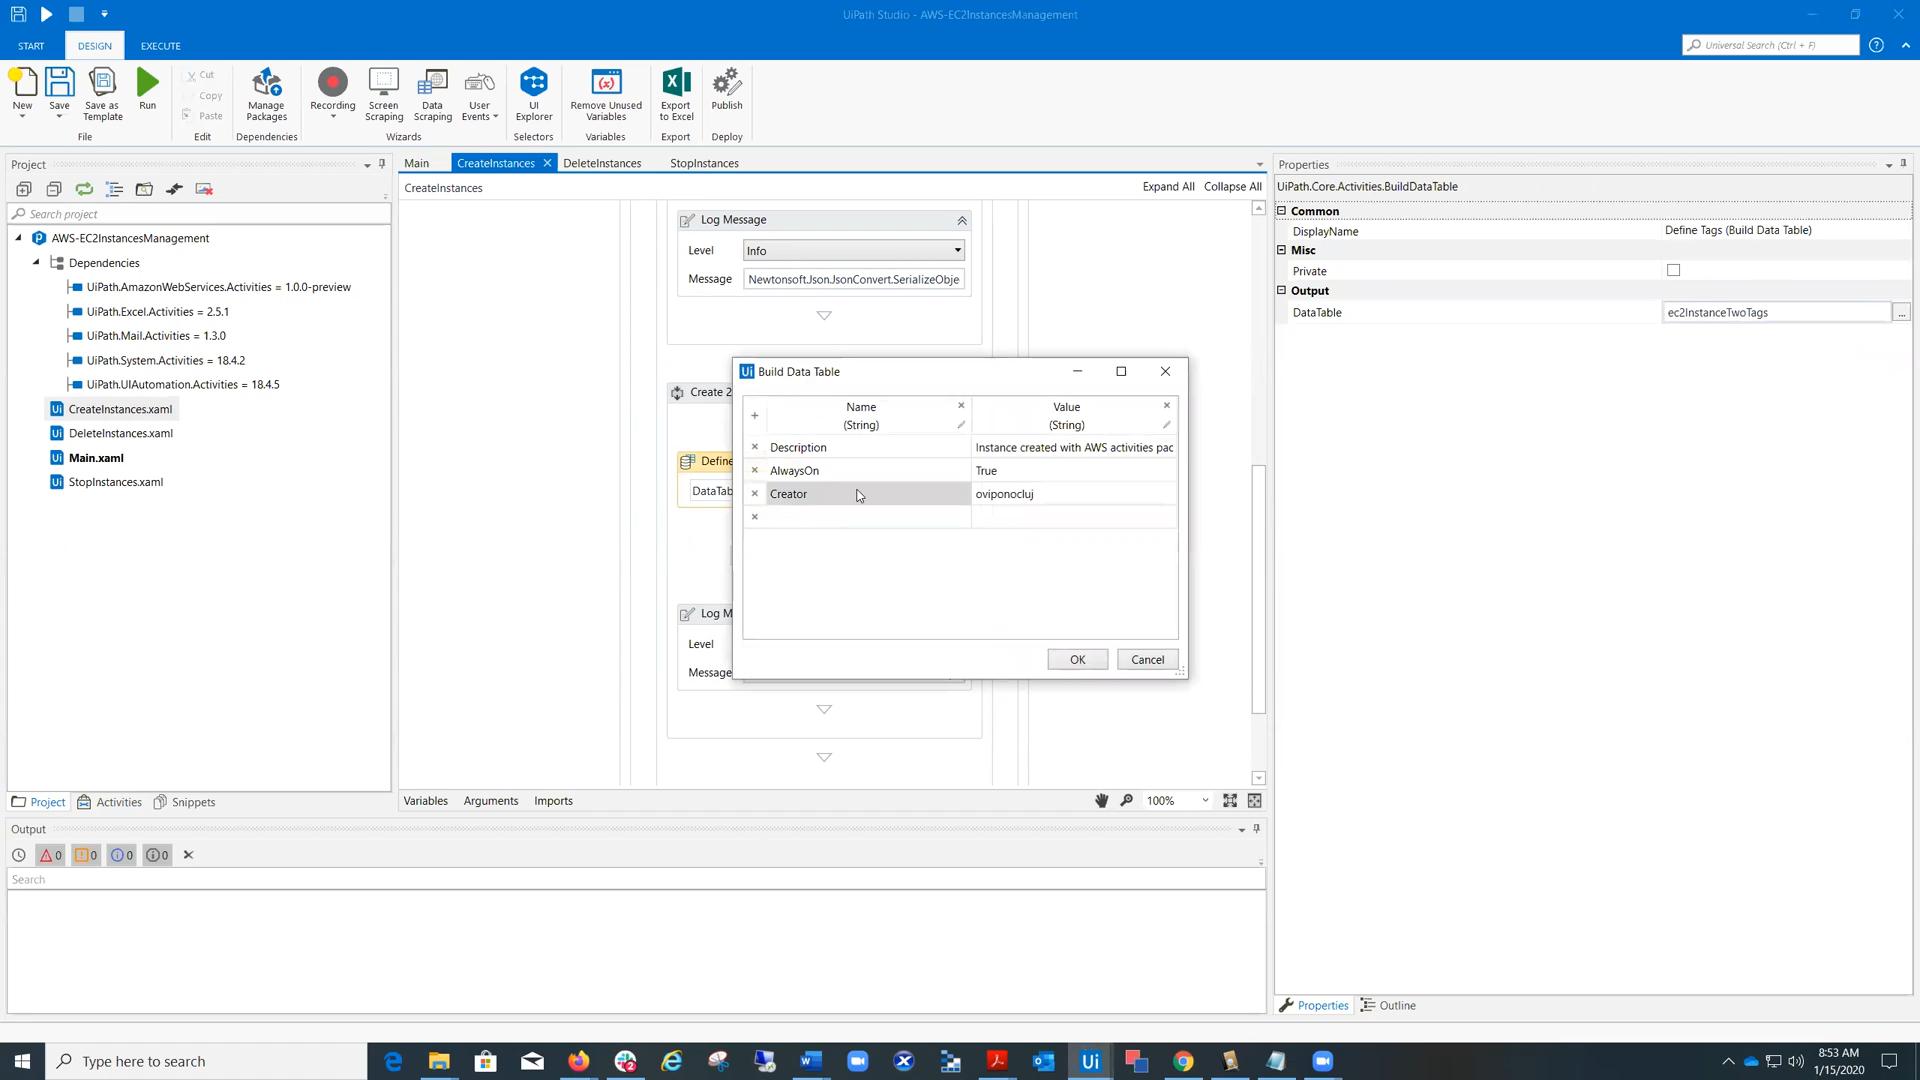 UiPath Studio - AWS-EC2InstancesManagement
START DESIGN EXECUTE
Universal Search (Ctrl + F)
New Save Save as Template Run
Cut
Copy
Paste
Manage Packages
Recording Screen Scraping Data Scraping User Events
UI Explorer
Remove Unused Variables
Export to Excel
Publish
File Edit Dependencies Wizards Selectors Variables Export Deploy
Project
Search project
AWS-EC2InstancesManagement
Dependencies
UiPath.AmazonWebServices.Activities = 1.0.0-preview
UiPath.Excel.Activities = 2.5.1
UiPath.Mail.Activities = 1.3.0
UiPath.System.Activities = 18.4.2
UiPath.UIAutomation.Activities = 18.4.5
CreateInstances.xaml
DeleteInstances.xaml
Main.xaml
StopInstances.xaml
Project Activities Snippets
Main CreateInstances DeleteInstances StopInstances
CreateInstances
Expand All Collapse All
Log Message
Level Info
Message Newtonsoft.Json.JsonConvert.SerializeObje
Create 2
Define
DataTab
Log M
Level
Message
Build Data Table
Name Value
(String) (String)
Description Instance created with AWS activities pac
AlwaysOn True
Creator oviponocluj
OK Cancel
Variables Arguments Imports
100%
Properties
UiPath.Core.Activities.BuildDataTable
Common
DisplayName Define Tags (Build Data Table)
Misc
Private
Output
DataTable ec2InstanceTwoTags ...
Properties Outline
Output
0 0 0 0
Search
Type here to search
8:53 AM
1/15/2020